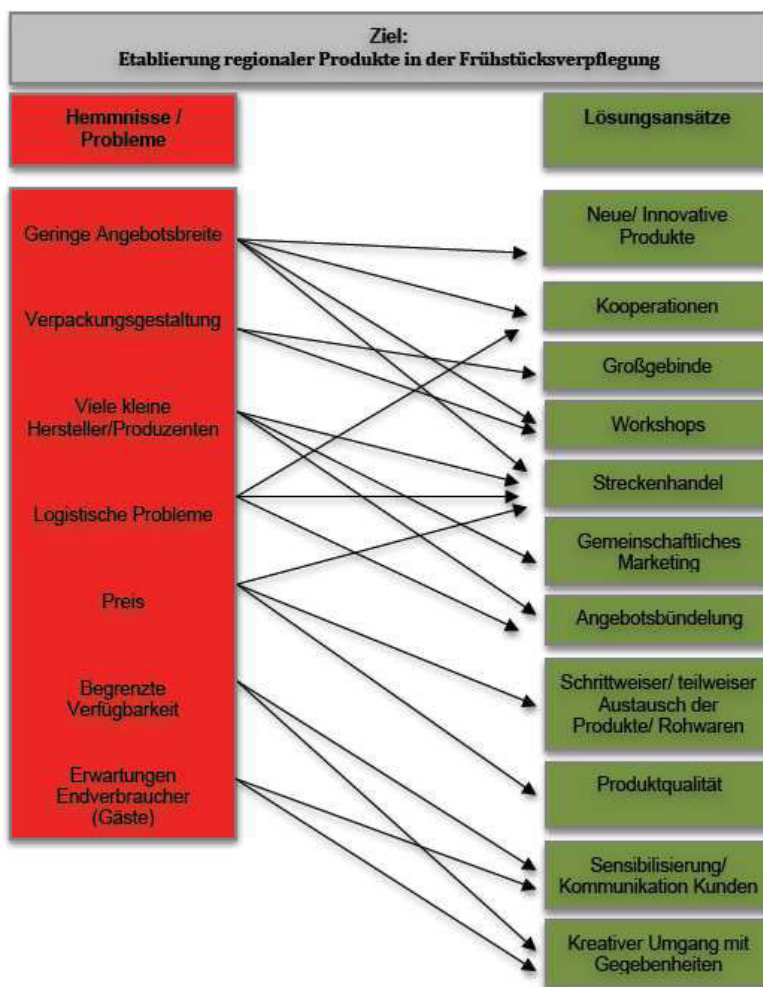 Ziel:
Etablierung regionaler Produkte in der Frühstücksverpflegung
Hemmnisse /
Probleme
Geringe Angebotsbreite
Verpackungsgestaltung
Viele kleine
Hersteller/Produzenten
Logistische Probleme
Preis
Begrenzte
Verfügbarkeit
Erwartungen
Endverbraucher
(Gäste)
Lösungsansätze
Neue/ Innovative
Produkte
Kooperationen
Großgebinde
Workshops
Streckenhandel
Gemeinschaftliches
Marketing
Angebotsbündelung
Schrittweiser/ teilweiser
Austausch der
Produkte/ Rohwaren
Produktqualität
Sensibilisierung/
Kommunikation Kunden
Kreativer Umgang mit
Gegebenheiten